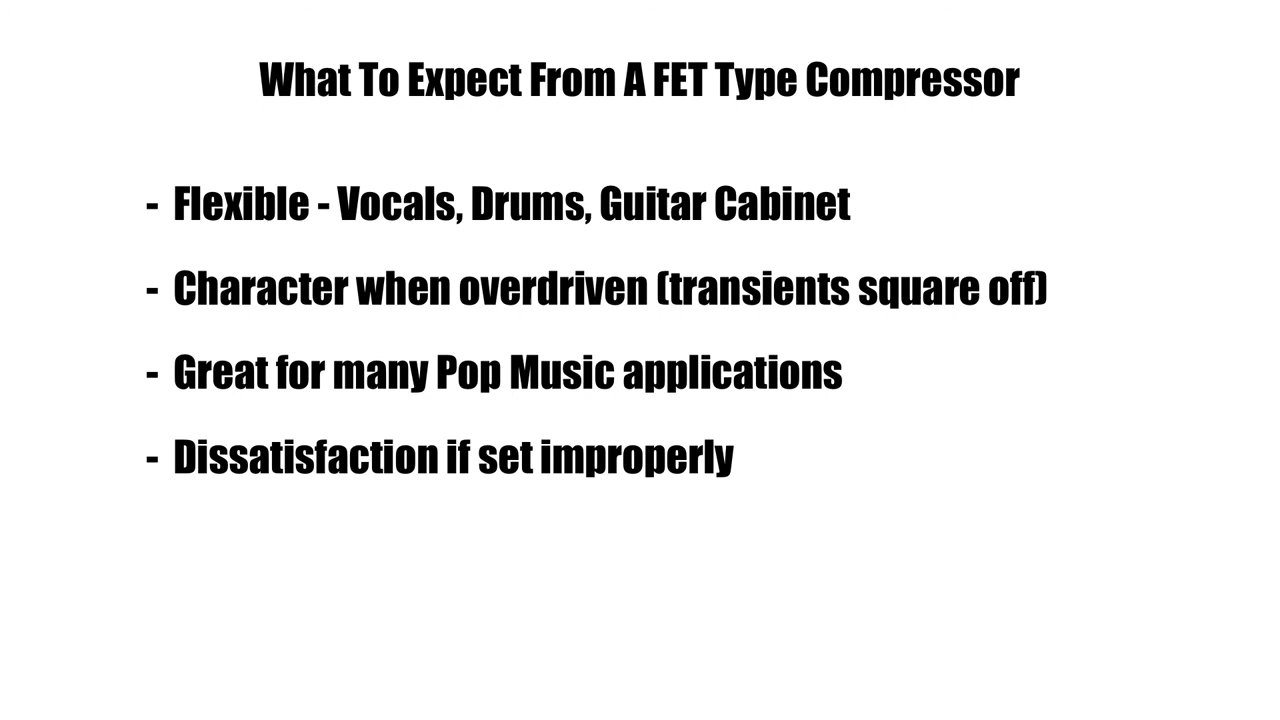 What To Expect From A FET Type Compressor
- Flexible - Vocals, Drums, Guitar Cabinet
- Character when overdriven (transients square off)
- Great for many Pop Music applications
- Dissatisfaction if set improperly